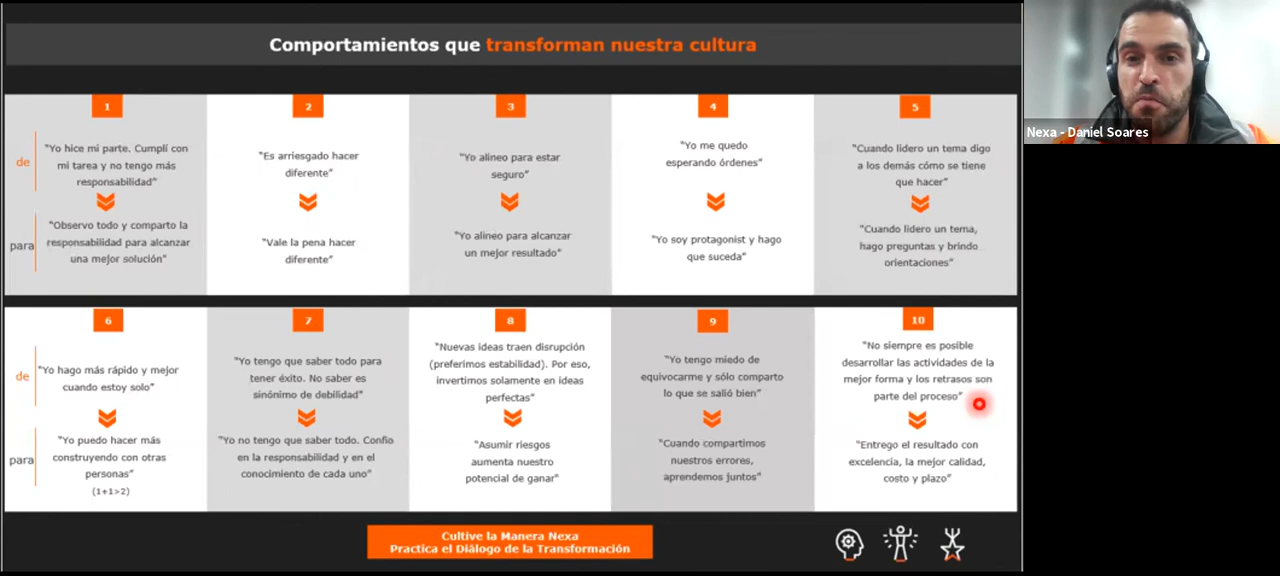 Comportamientos que transforman nuestra cultura
1
2
3
4
5
de
"Yo hice mi parte. Cumplí con
mi tarea y no tengo más
responsabilidad"
"Es arriesgado hacer
diferente"
"Yo alineo para estar
seguro"
"Yo me quedo
esperando órdenes"
"Cuando lidero un tema digo
a los demás cómo se tiene
que hacer"
para
"Observo todo y comparto la
responsabilidad para alcanzar
una mejor solución"
"Vale la pena hacer
diferente"
"Yo alineo para alcanzar
un mejor resultado"
"Yo soy protagonist y hago
que suceda"
"Cuando lidero un tema,
hago preguntas y brindo
orientaciones"
6
7
8
9
10
de
"Yo hago más rápido y mejor
cuando estoy solo"
"Yo tengo que saber todo para
tener éxito. No saber es
sinónimo de debilidad"
"Nuevas ideas traen disrupción
(preferimos estabilidad). Por eso,
invertimos solamente en ideas
perfectas"
"Yo tengo miedo de
equivocarme y sólo comparto
lo que se salió bien"
"No siempre es posible
desarrollar las actividades de la
mejor forma y los retrasos son
parte del proceso"
para
"Yo puedo hacer más
construyendo con otras
personas"
(1+1>2)
"Yo no tengo que saber todo. Confío
en la responsabilidad y en el
conocimiento de cada uno"
"Asumir riesgos
aumenta nuestro
potencial de ganar"
"Cuando compartimos
nuestros errores,
aprendemos juntos"
"Entrego el resultado con
excelencia, la mejor calidad,
costo y plazo"
Cultive la Manera Nexa
Practica el Diálogo de la Transformación
Nexa - Daniel Soares